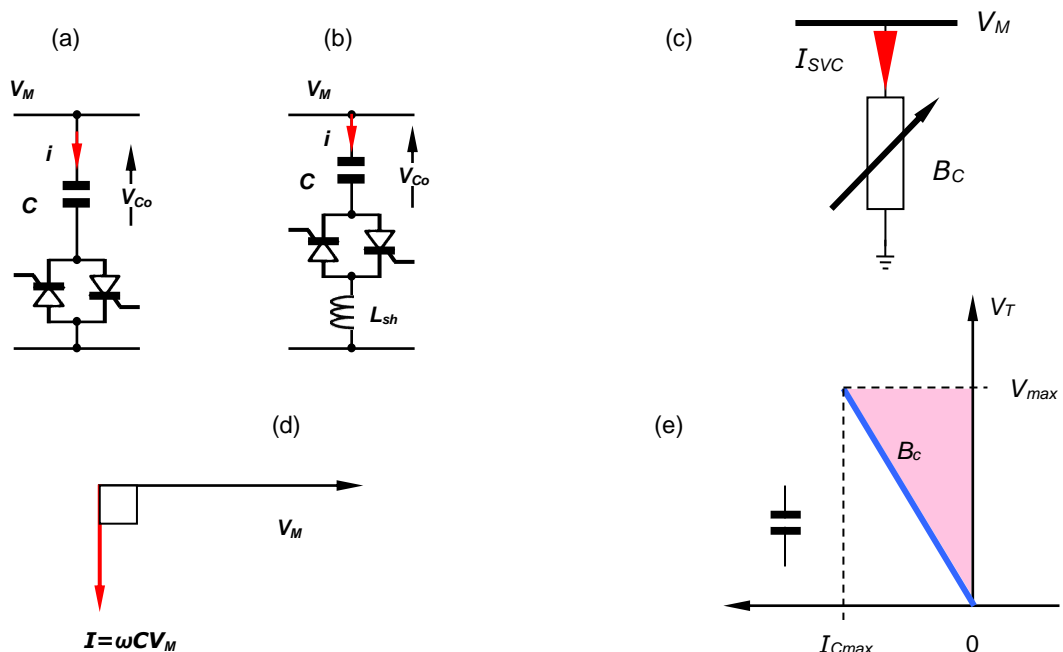 (a)
V_M
i
C
V_Co
(b)
V_M
i
C
V_Co
L_sh
(c)
V_M
I_SVC
B_C
(d)
V_M
I=ωCV_M
(e)
V_T
V_max
B_c
I_Cmax
0